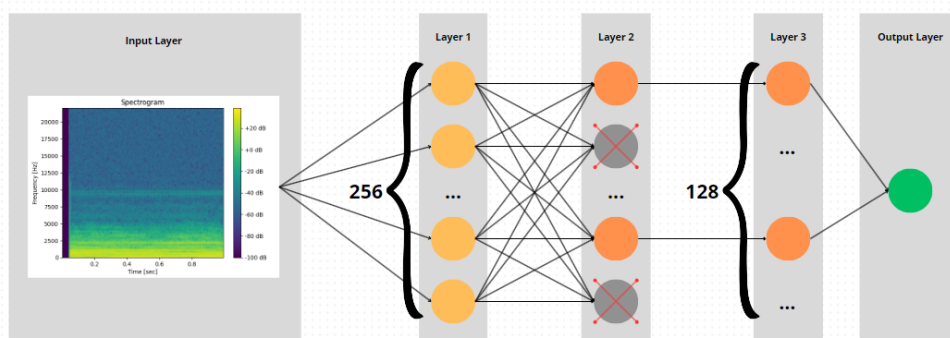 Input Layer
Layer 1
Layer 2
Layer 3
Output Layer
Spectrogram
Frequency [Hz]
20000
17500
15000
12500
10000
7500
5000
2500
0
0.2
0.4
0.6
0.8
Time [sec]
+20 dB
+0 dB
-20 dB
-40 dB
-60 dB
-80 dB
-100 dB
256
...
...
128
...
...